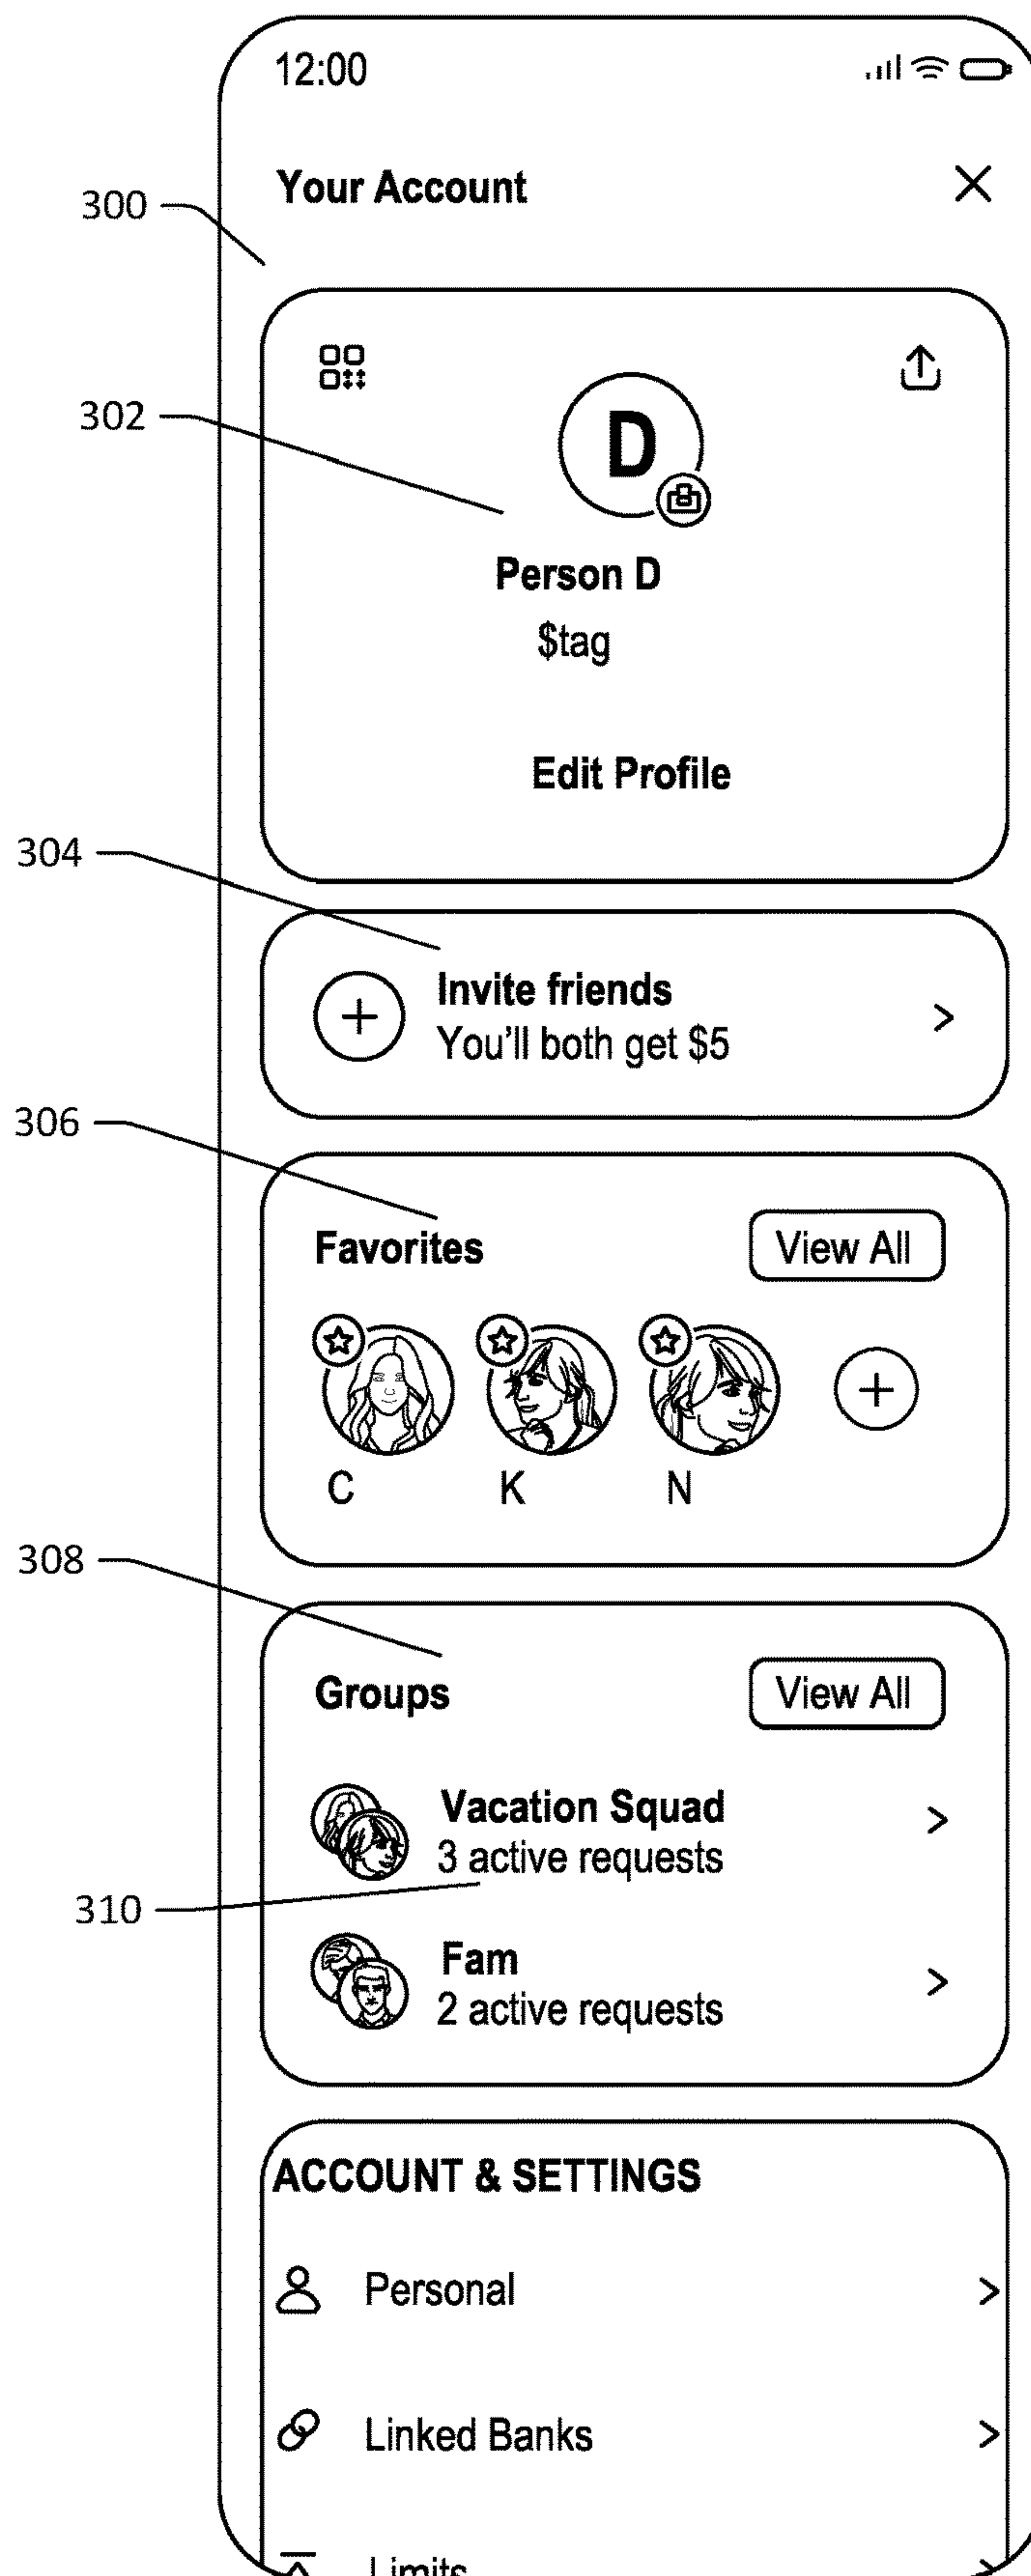 12:00
Your Account
300
302
D
Person D
$tag
Edit Profile
304
Invite friends
You'll both get $5
306
Favorites
View All
C K N
308
Groups
View All
Vacation Squad
3 active requests
310
Fam
2 active requests
ACCOUNT & SETTINGS
Personal
Linked Banks
Limits